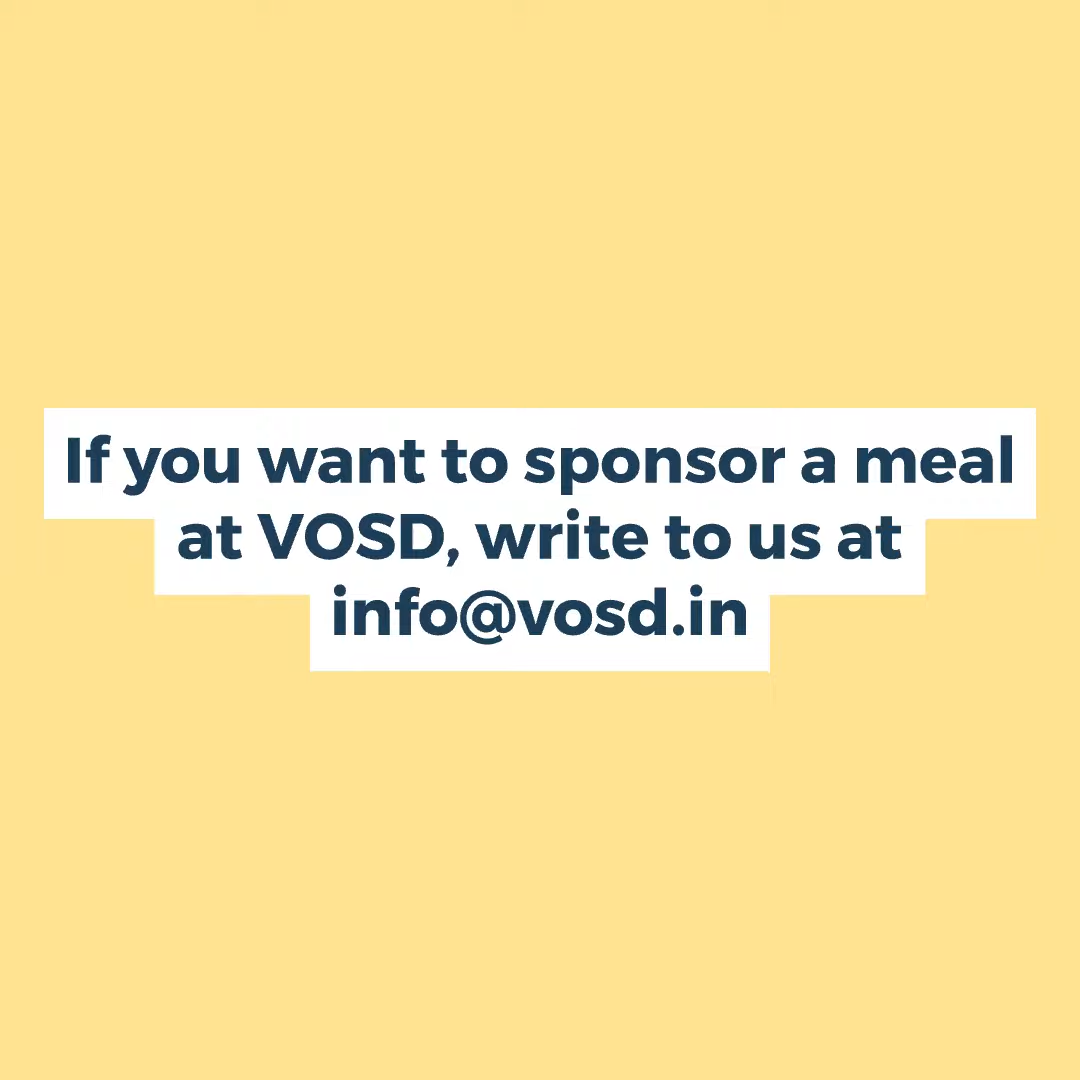 If you want to sponsor a meal
at VOSD, write to us at
info@vosd.in